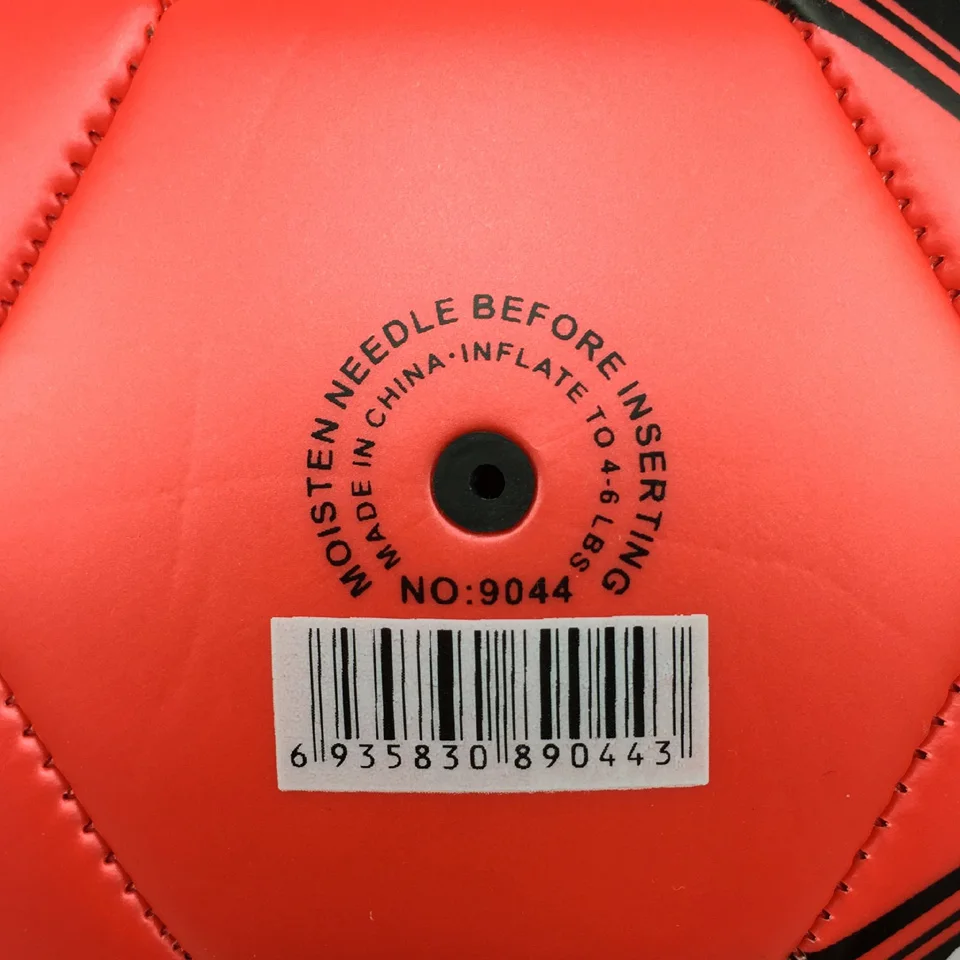 MOISTEN NEEDLE BEFORE INSERTING
MADE IN CHINA·INFLATE TO 4-6 LBS
NO:9044
6 935830 890443